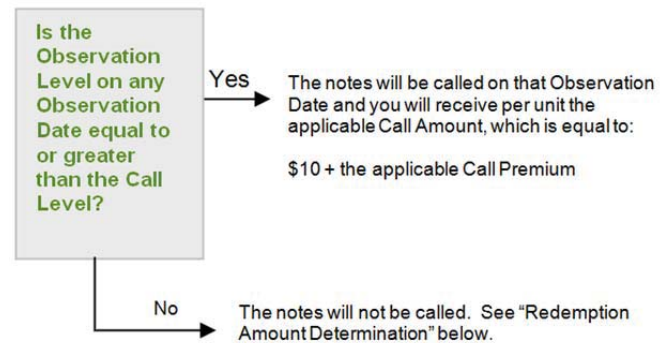 Is the
Observation
Level on any
Observation
Date equal to
or greater
than the Call
Level?
Yes
The notes will be called on that Observation
Date and you will receive per unit the
applicable Call Amount, which is equal to:
$10 + the applicable Call Premium
No
The notes will not be called. See “Redemption
Amount Determination” below.